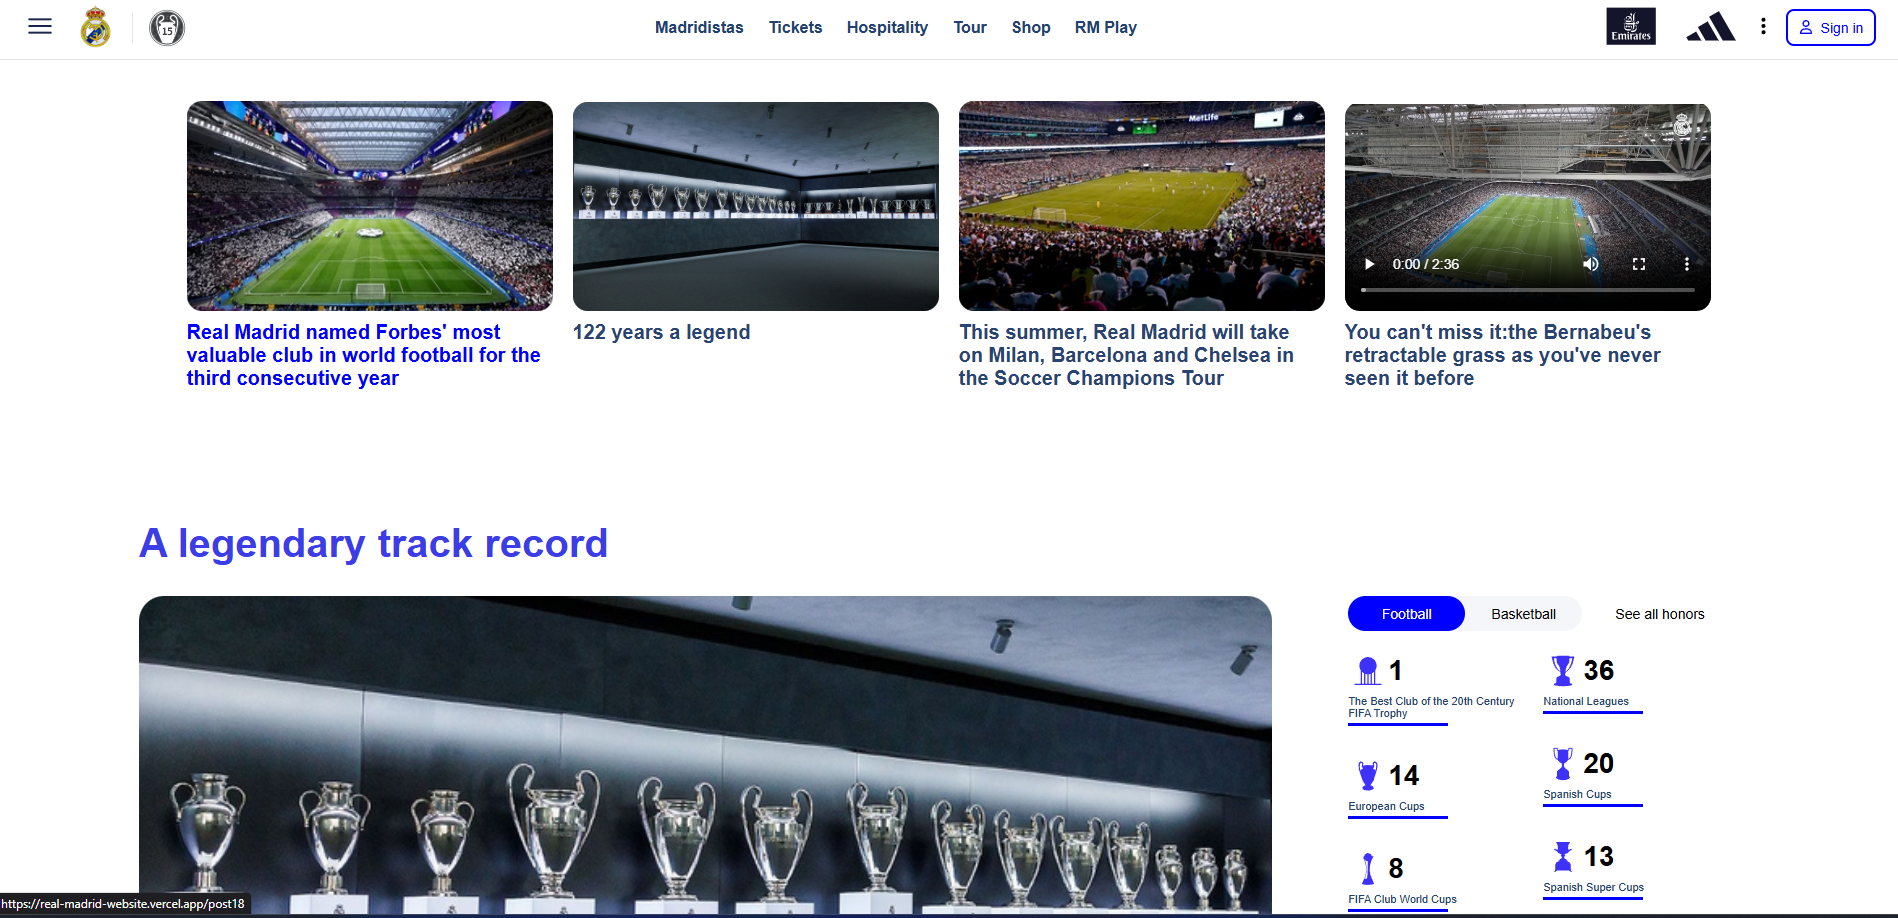 15
Madridistas
Tickets
Hospitality
Tour
Shop
RM Play
Emirates
Sign in
MetLife
0:00 / 2:36
Real Madrid named Forbes' most
valuable club in world football for the
third consecutive year
122 years a legend
This summer, Real Madrid will take
on Milan, Barcelona and Chelsea in
the Soccer Champions Tour
You can't miss it:the Bernabeu's
retractable grass as you've never
seen it before
A legendary track record
Football
Basketball
See all honors
1
The Best Club of the 20th Century
FIFA Trophy
36
National Leagues
14
European Cups
20
Spanish Cups
8
FIFA Club World Cups
13
Spanish Super Cups
https://real-madrid-website.vercel.app/post18